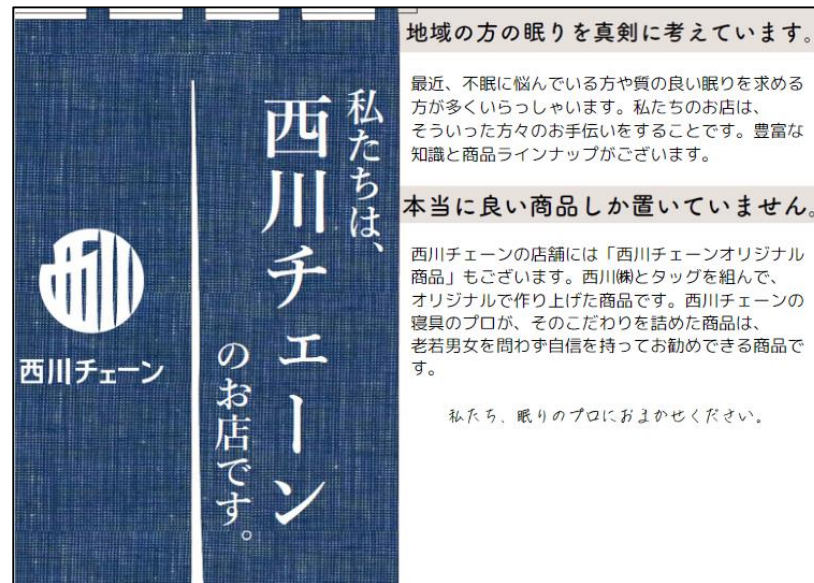 私たちは、
西川チェーン
のお店です。
西川
西川チェーン
地域の方の眠りを真剣に考えています。
最近、不眠に悩んでいる方や質の良い眠りを求める
方が多くいらっしゃいます。私たちのお店は、
そういった方々のお手伝いをすることです。豊富な
知識と商品ラインナップがございます。
本当に良い商品しか置いていません。
西川チェーンの店舗には「西川チェーンオリジナル
商品」もございます。西川㈱とタッグを組んで、
オリジナルで作り上げた商品です。西川チェーンの
寝具のプロが、そのこだわりを詰めた商品は、
老若男女を問わず自信を持ってお勧めできる商品で
す。
私たち、眠りのプロにおまかせください。